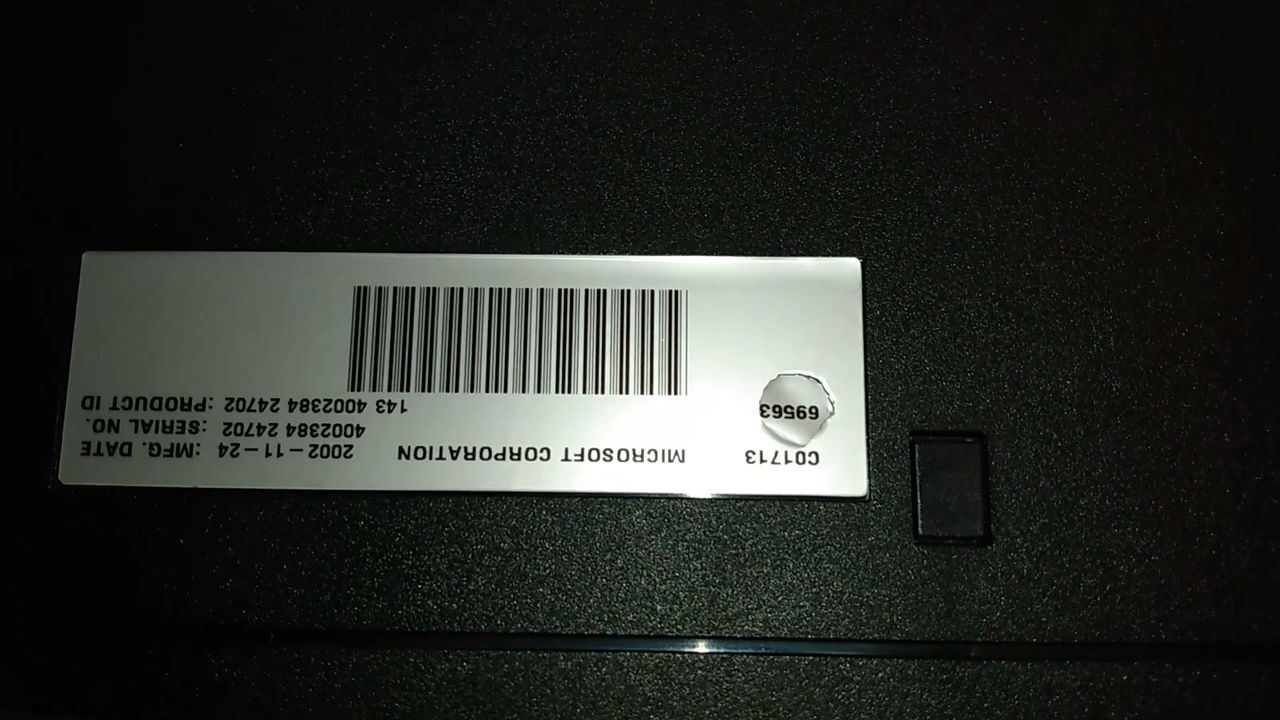 C01713 MICROSOFT CORPORATION 2002-11-24 :MFG. DATE
4002384 24702 :SERIAL NO.
69563 143 4002384 24702 :PRODUCT ID